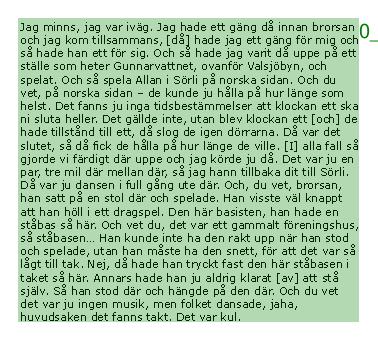 Jag minns, jag var iväg. Jag hade ett gäng då innan brorsan
och jag kom tillsammans, [då] hade jag ett gäng för mig och
så hade han ett för sig. Och så hade jag varit då uppe på ett
ställe som heter Gunnarvattnet, ovanför Valsjöbyn, och
spelat. Och så spela Allan i Sörli på norska sidan. Och du
vet, på norska sidan – de kunde ju hålla på hur länge som
helst. Det fanns ju inga tidsbestämmelser att klockan ett ska
ni sluta heller. Det gällde inte, utan blev klockan ett [och] de
hade tillstånd till ett, då slog de igen dörrarna. Då var det
slutet, så då fick de hålla på hur länge de ville. [I] alla fall så
gjorde vi färdigt där uppe och jag körde ju då. Det var ju en
par, tre mil där mellan där, så jag hann tillbaka dit till Sörli.
Då var ju dansen i full gång ute där. Och, du vet, brorsan,
han satt på en stol där och spelade. Han visste väl knappt
att han höll i ett dragspel. Den här basisten, han hade en
ståbas så här. Och vet du, det var ett gammalt föreningshus,
så ståbasen... Han kunde inte ha den rakt upp när han stod
och spelade, utan han måste ha den snett, för att det var så
lågt till tak. Nej, då hade han tryckt fast den här ståbasen i
taket så här. Annars hade han ju aldrig klarat [av] att stå
själv. Så han stod där och hängde på den där. Och du vet
det var ju ingen musik, men folket dansade, jaha,
huvudsaken det fanns takt. Det var kul.
0_